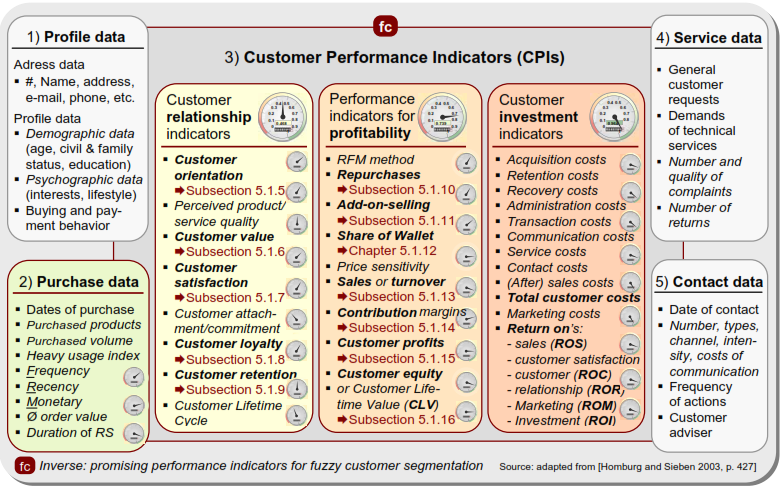 fc
1) Profile data
Adress data
▪ #, Name, address,
e-mail, phone, etc.
Profile data
▪ Demographic data
(age, civil & family
status, education)
▪ Psychographic data
(interests, lifestyle)
▪ Buying and pay-
ment behavior
2) Purchase data
▪ Dates of purchase
▪ Purchased products
▪ Purchased volume
▪ Heavy usage index
▪ Frequency
▪ Recency
▪ Monetary
▪ Ø order value
▪ Duration of RS
3) Customer Performance Indicators (CPIs)
Customer
relationship
indicators
▪ Customer
orientation
➡Subsection 5.1.5
▪ Perceived product/
service quality
▪ Customer value
➡Subsection 5.1.6
▪ Customer
satisfaction
➡Subsection 5.1.7
▪ Customer attach-
ment/commitment
▪ Customer loyalty
➡Subsection 5.1.8
▪ Customer retention
➡Subsection 5.1.9
▪ Customer Lifetime
Cycle
Performance
indicators for
profitability
▪ RFM method
▪ Repurchases
➡Subsection 5.1.10
▪ Add-on-selling
➡Subsection 5.1.11
▪ Share of Wallet
➡Chapter 5.1.12
▪ Price sensitivity
▪ Sales or turnover
➡Subsection 5.1.13
▪ Contribution margins
➡Subsection 5.1.14
▪ Customer profits
➡Subsection 5.1.15
▪ Customer equity
▪ or Customer Life-
time Value (CLV)
➡Subsection 5.1.16
Customer
investment
indicators
▪ Acquisition costs
▪ Retention costs
▪ Recovery costs
▪ Administration costs
▪ Transaction costs
▪ Communication costs
▪ Service costs
▪ Contact costs
▪ (After) sales costs
▪ Total customer costs
▪ Marketing costs
▪ Return on's:
- sales (ROS)
- customer satisfaction
- customer (ROC)
- relationship (ROR)
- Marketing (ROM)
- Investment (ROI)
4) Service data
▪ General
customer
requests
▪ Demands
of technical
services
▪ Number and
quality of
complaints
▪ Number of
returns
5) Contact data
▪ Date of contact
▪ Number, types,
channel, inten-
sity, costs of
communication
▪ Frequency
of actions
▪ Customer
adviser
fc Inverse: promising performance indicators for fuzzy customer segmentation
Source: adapted from [Homburg and Sieben 2003, p. 427]